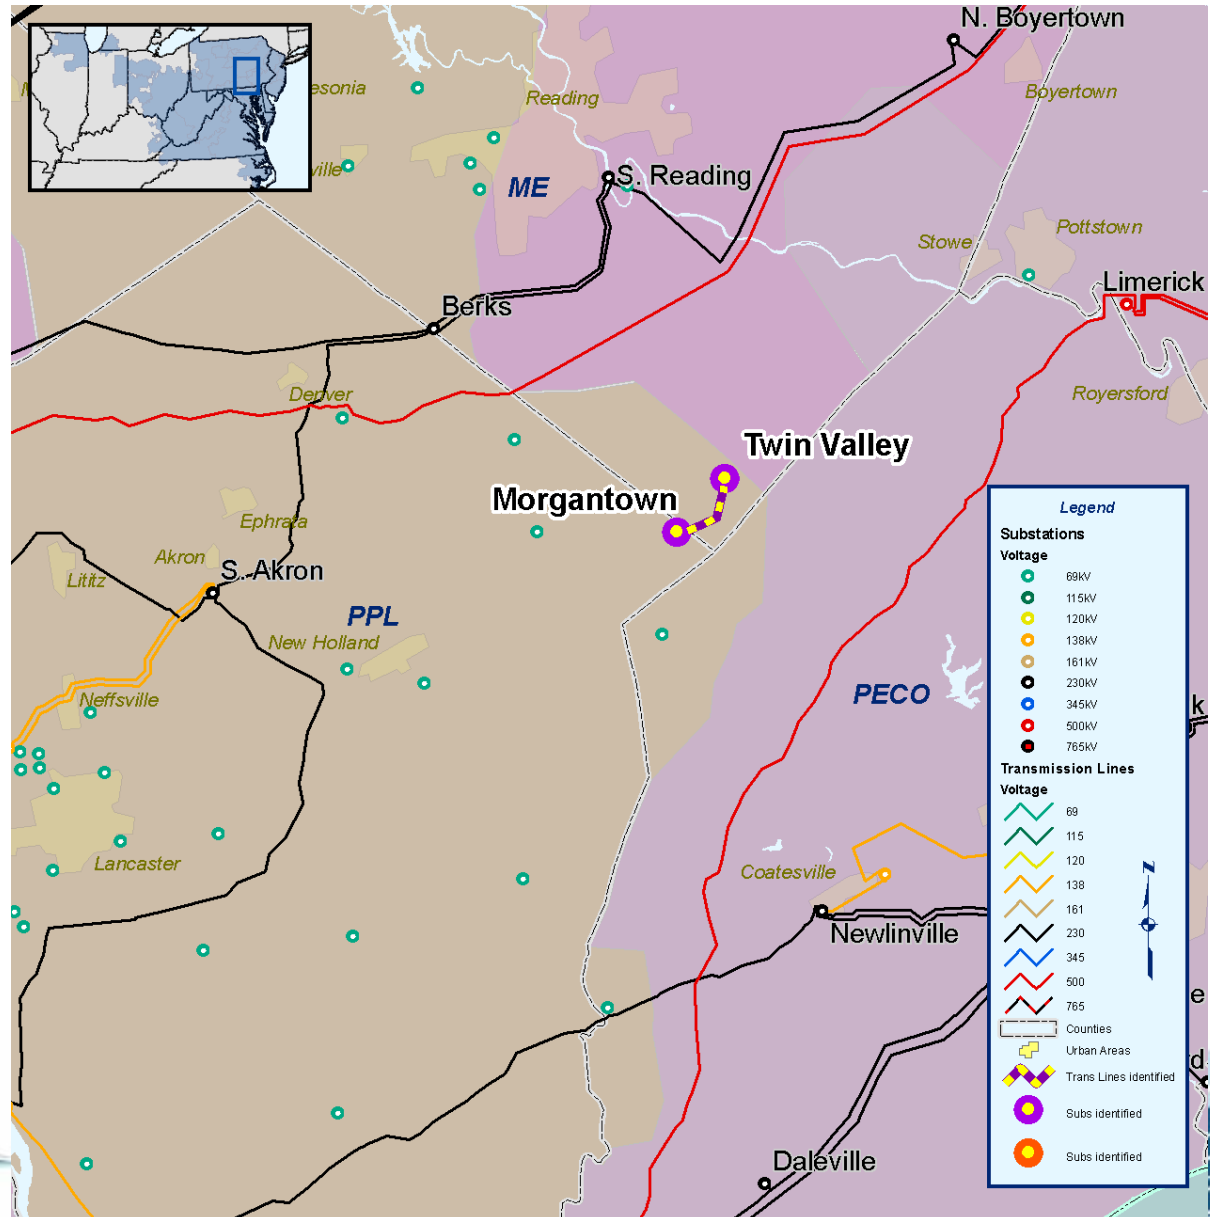 N. Boyertown
esonia
Reading
Boyertown
ville
ME
S. Reading
Stowe
Pottstown
Limerick
Berks
Denver
Royersford
Twin Valley
Morgantown
Ephrata
Akron
Lititz
S. Akron
PPL
New Holland
Neffsville
PECO
k
Lancaster
Coatesville
Newlinville
e
rd
Daleville
Legend
Substations
Voltage
69kV
115kV
120kV
138kV
161kV
230kV
345kV
500kV
765kV
Transmission Lines
Voltage
69
115
120
138
161
230
345
500
765
Counties
Urban Areas
Trans Lines identified
Subs identified
Subs identified
N